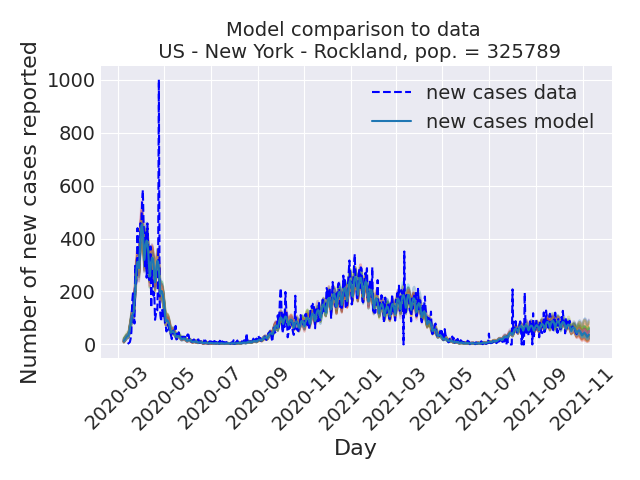 Model comparison to data
US - New York - Rockland, pop. = 325789
new cases data
new cases model
Number of new cases reported
1000
800
600
400
200
0
2020-03
2020-05
2020-07
2020-09
2020-11
2021-01
2021-03
2021-05
2021-07
2021-09
2021-11
Day